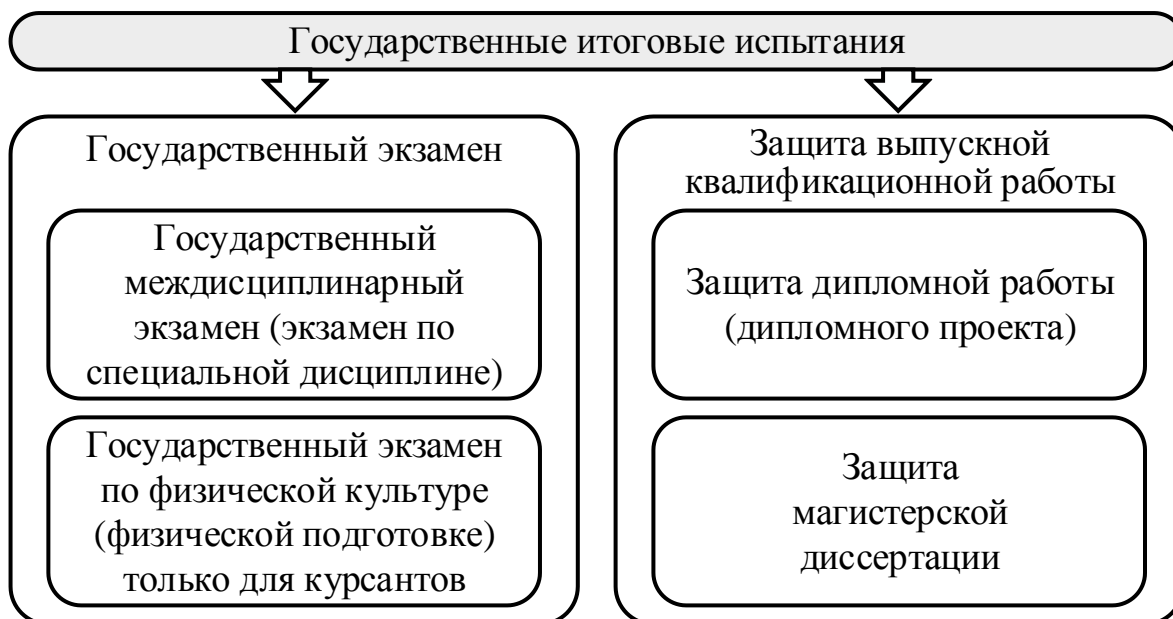 Государственные итоговые испытания
Государственный экзамен
Государственный
междисциплинарный
экзамен (экзамен по
специальной дисциплине)
Государственный экзамен
по физической культуре
(физической подготовке)
только для курсантов
Защита выпускной
квалификационной работы
Защита дипломной работы
(дипломного проекта)
Защита
магистерской
диссертации